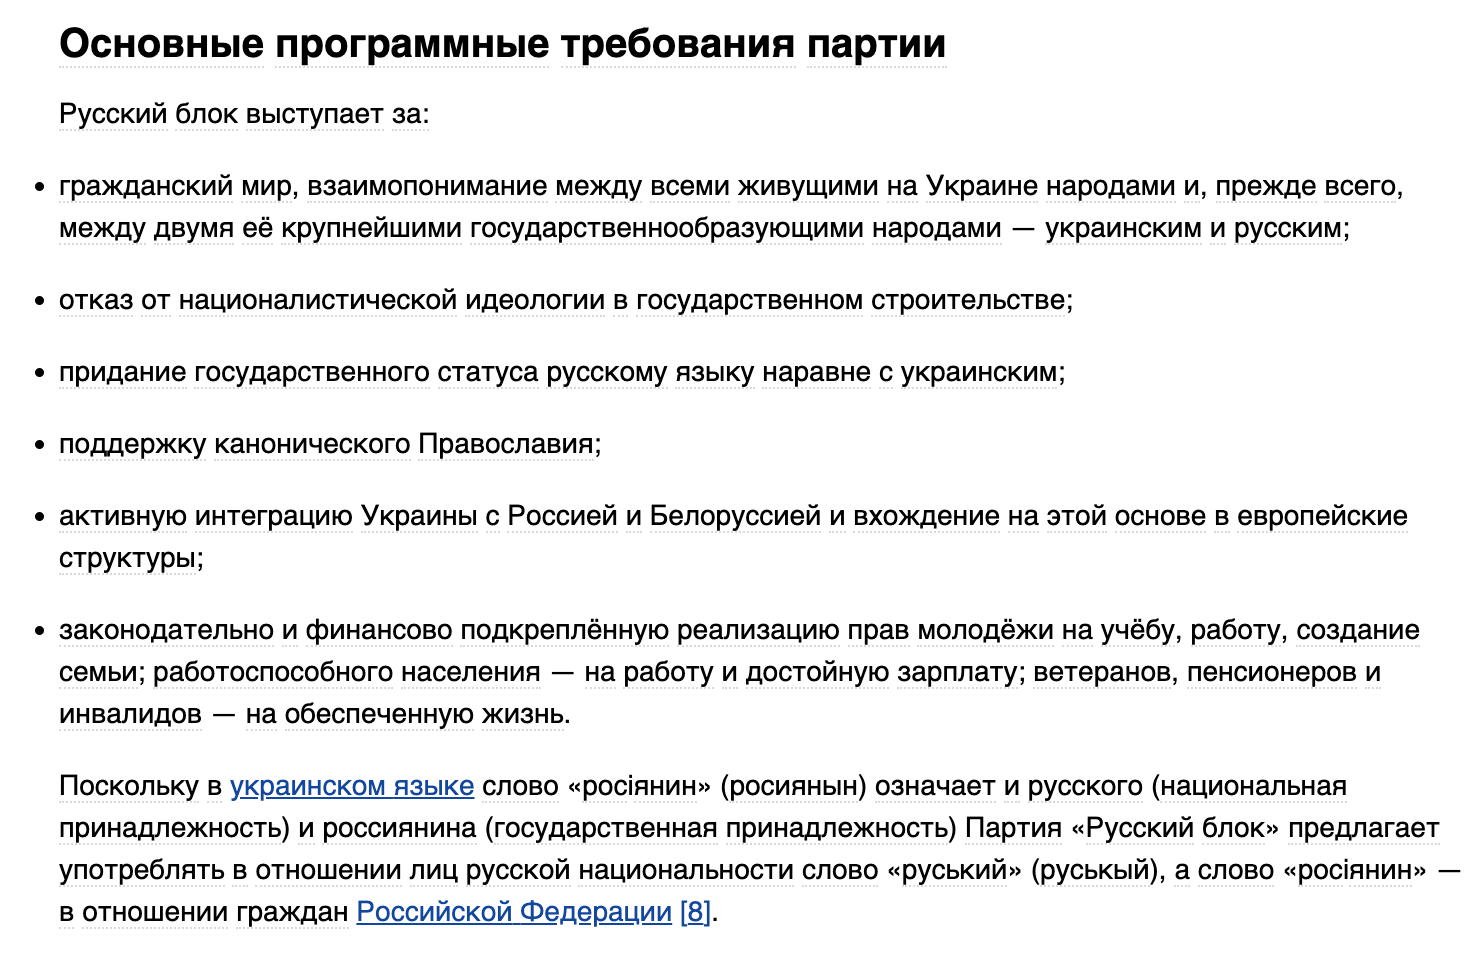 Основные программные требования партии
Русский блок выступает за:
• гражданский мир, взаимопонимание между всеми живущими на Украине народами и, прежде всего,
между двумя её крупнейшими государственнообразующими народами — украинским и русским;
• отказ от националистической идеологии в государственном строительстве;
• придание государственного статуса русскому языку наравне с украинским;
• поддержку канонического Православия;
• активную интеграцию Украины с Россией и Белоруссией и вхождение на этой основе в европейские
структуры;
• законодательно и финансово подкреплённую реализацию прав молодёжи на учёбу, работу, создание
семьи; работоспособного населения — на работу и достойную зарплату; ветеранов, пенсионеров и
инвалидов — на обеспеченную жизнь.
Поскольку в украинском языке слово «росіянин» (росиянын) означает и русского (национальная
принадлежность) и россиянина (государственная принадлежность) Партия «Русский блок» предлагает
употреблять в отношении лиц русской национальности слово «руський» (руськый), а слово «росіянин» —
в отношении граждан Российской Федерации [8].